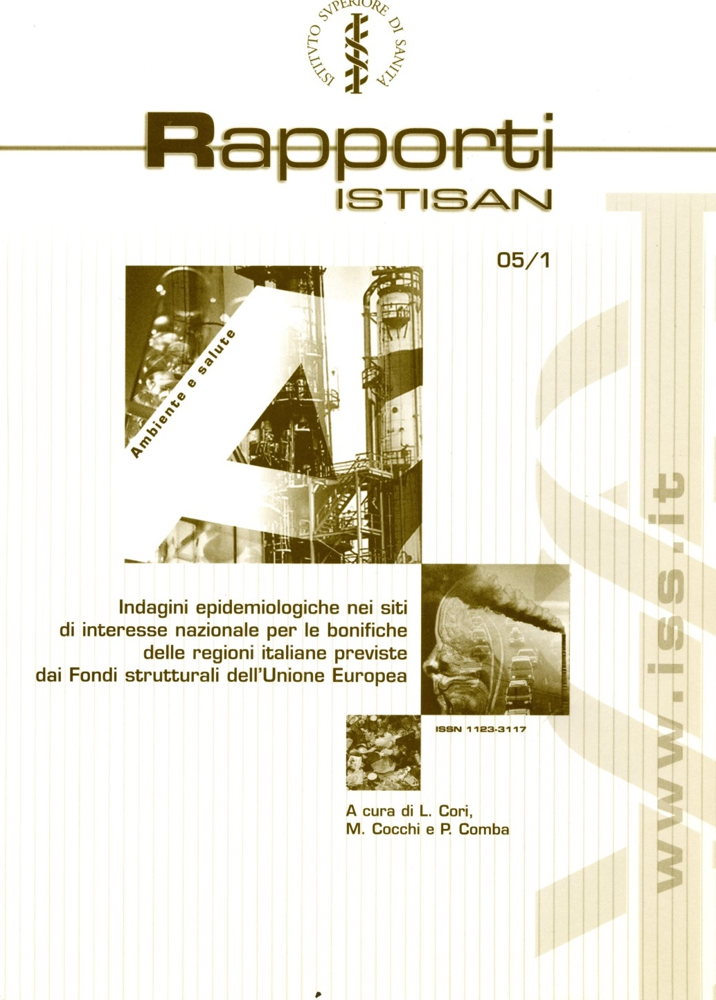 ISTITVTO SVPERIORE DI SANITÀ
Rapporti
ISTISAN
05/1
Ambiente e salute
Indagini epidemiologiche nei siti
di interesse nazionale per le bonifiche
delle regioni italiane previste
dai Fondi strutturali dell'Unione Europea
ISSN 1123-3117
A cura di L. Cori,
M. Cocchi e P. Comba
www.iss.it